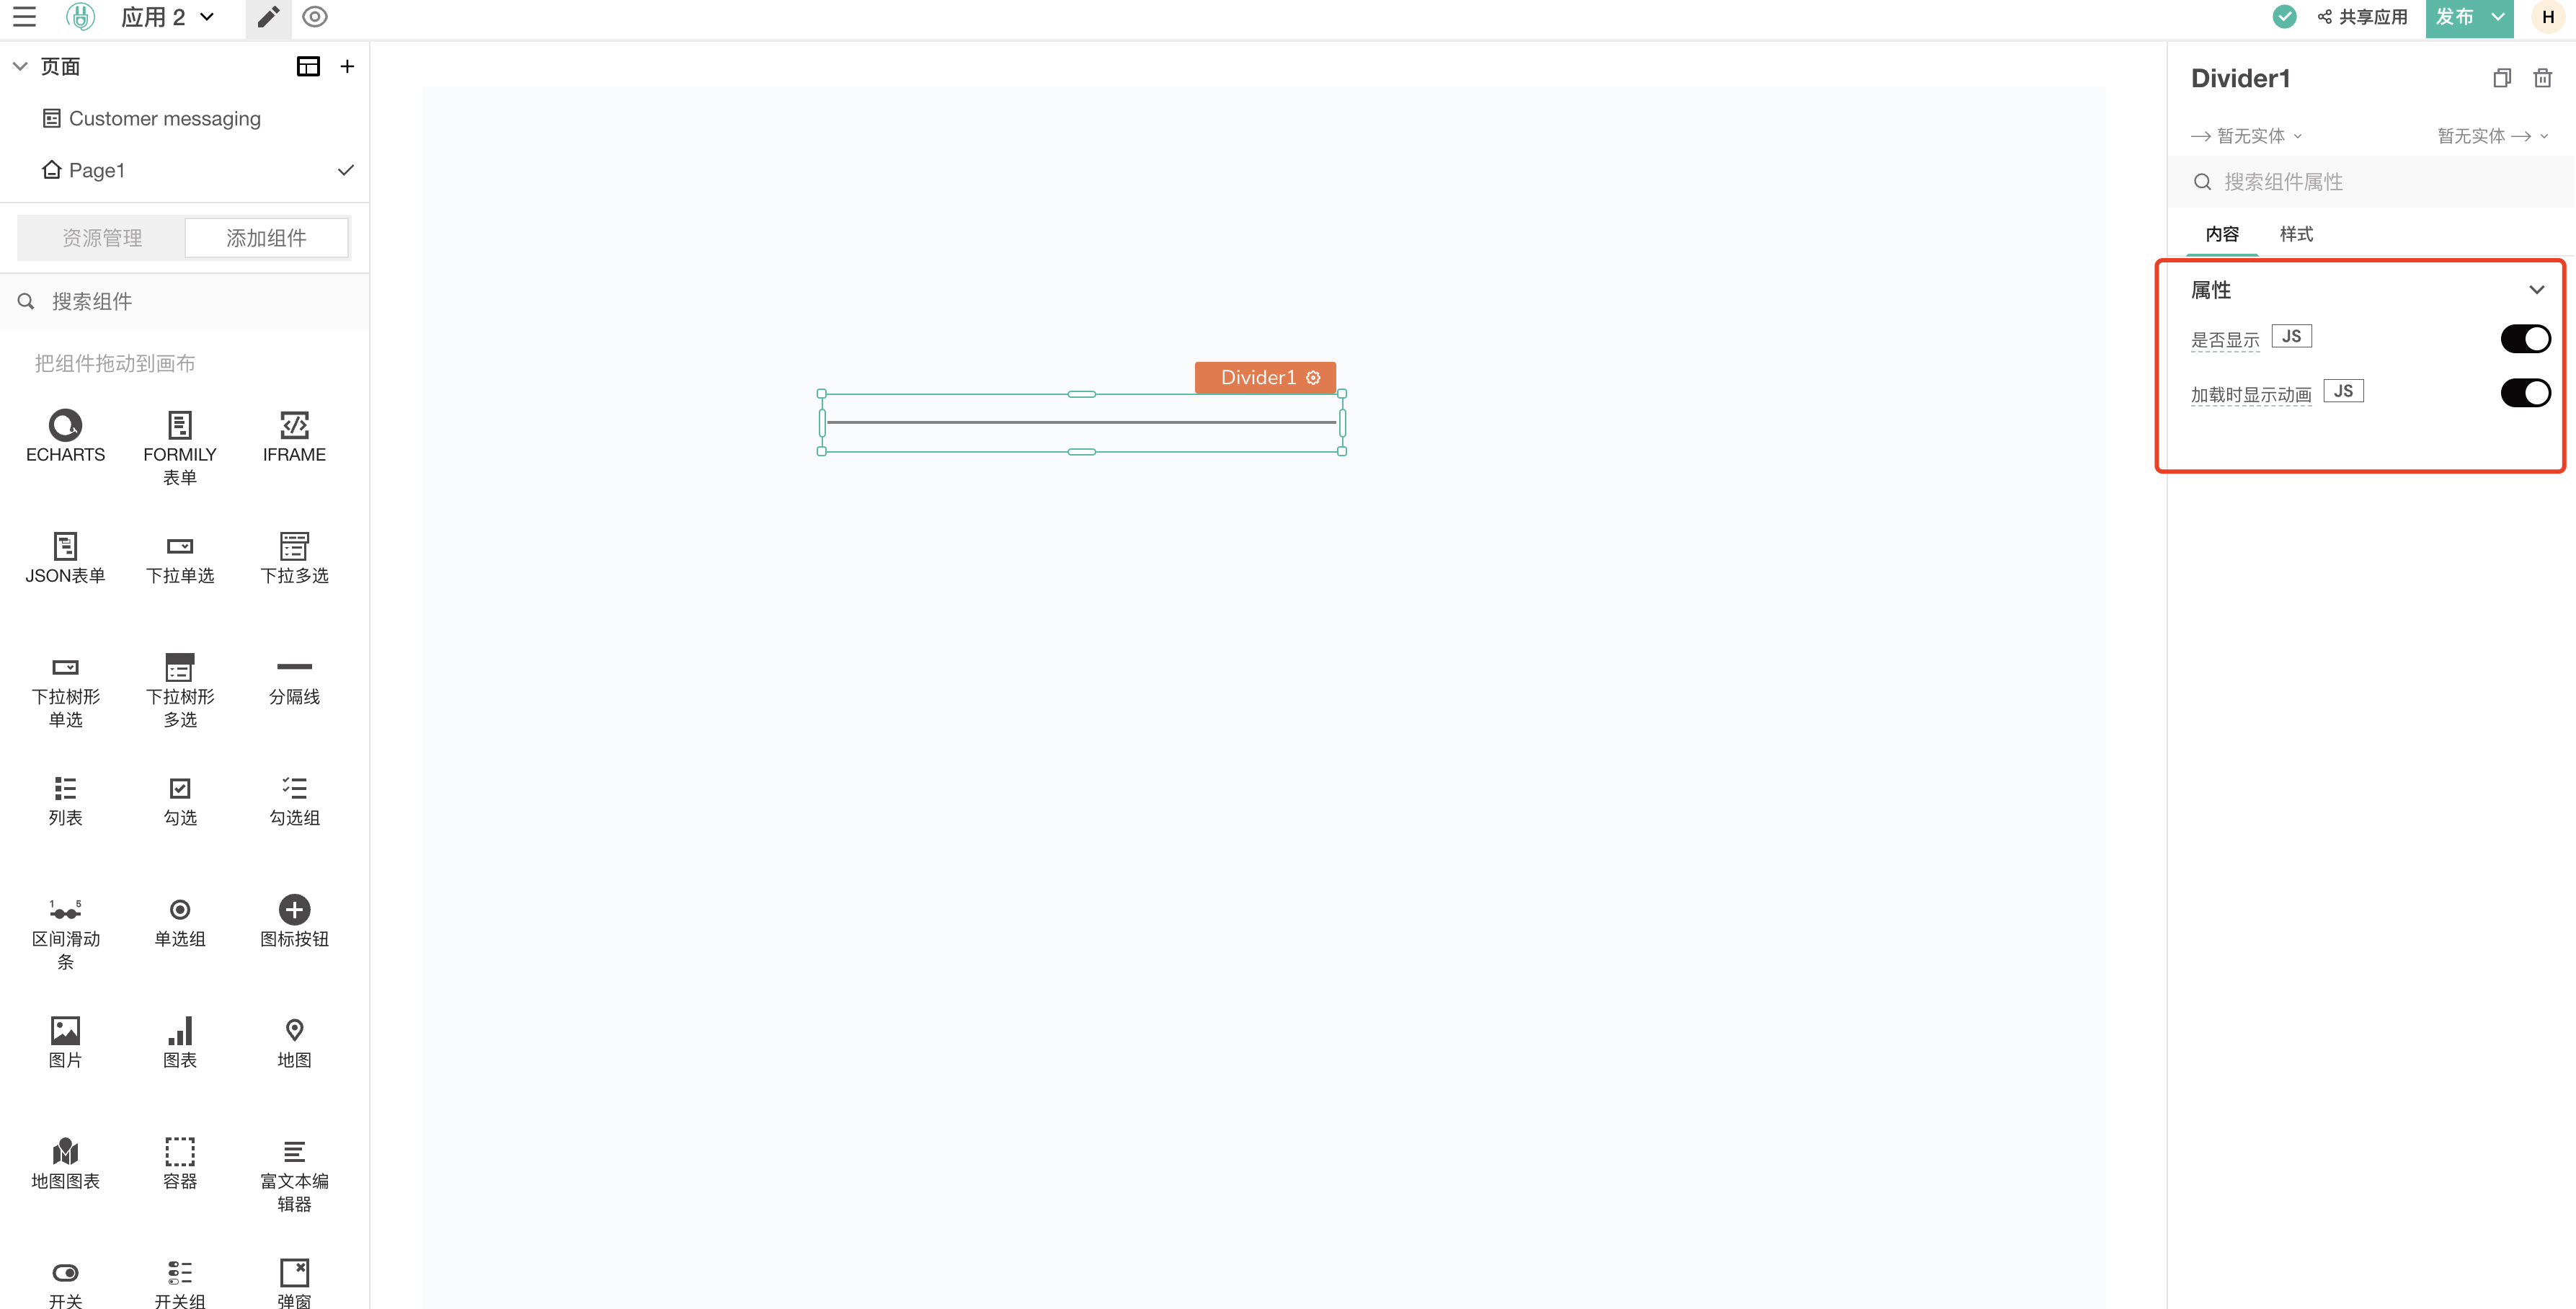 应用 2
共享应用
发布
H
页面
Customer messaging
Page1
资源管理
添加组件
搜索组件
把组件拖动到画布
ECHARTS
FORMILY
表单
IFRAME
JSON表单
下拉单选
下拉多选
下拉树形
单选
下拉树形
多选
分隔线
列表
勾选
勾选组
1 5
区间滑动
条
单选组
图标按钮
图片
图表
地图
地图图表
容器
富文本编
辑器
开关
开关组
弹窗
Divider1
Divider1
暂无实体
暂无实体
搜索组件属性
内容
样式
属性
是否显示 JS
加载时显示动画 JS